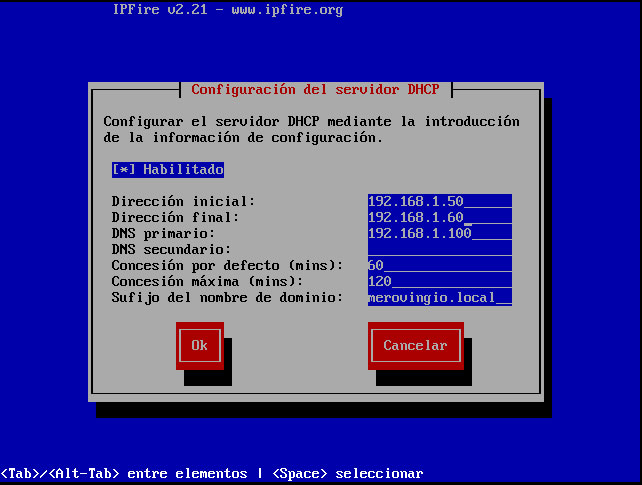 IPFire v2.21 - www.ipfire.org
Configuración del servidor DHCP
Configurar el servidor DHCP mediante la introducción
de la información de configuración.
[*] Habilitado
Dirección inicial: 192.168.1.50
Dirección final: 192.168.1.60
DNS primario: 192.168.1.100
DNS secundario:
Concesión por defecto (mins): 60
Concesión máxima (mins): 120
Sufijo del nombre de dominio: merovingio.local
Ok Cancelar
<Tab>/<Alt-Tab> entre elementos | <Space> seleccionar